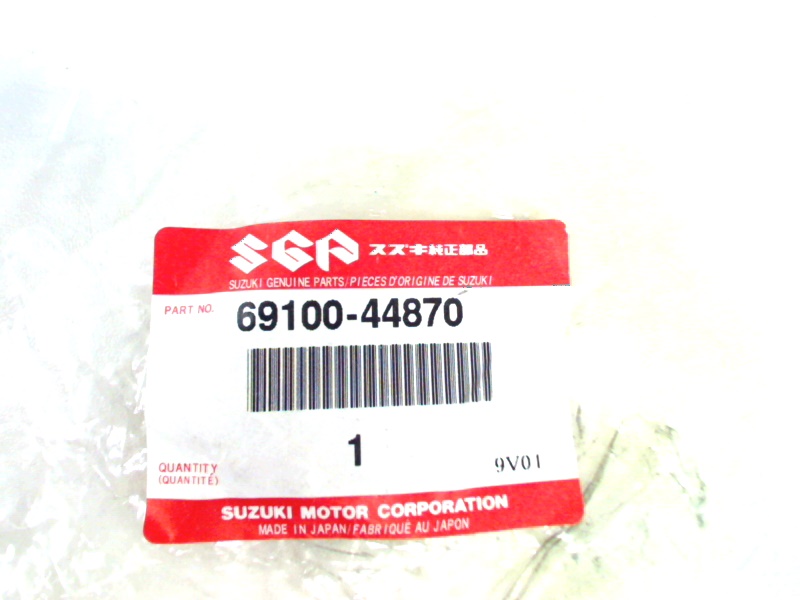 SGP スズキ純正部品
SUZUKI GENUINE PARTS/PIECES D'ORIGINE DE SUZUKI
PART NO. 69100-44870
1
9V01
QUANTITY
(QUANTITÉ)
SUZUKI MOTOR CORPORATION
MADE IN JAPAN/FABRIQUÉ AU JAPON